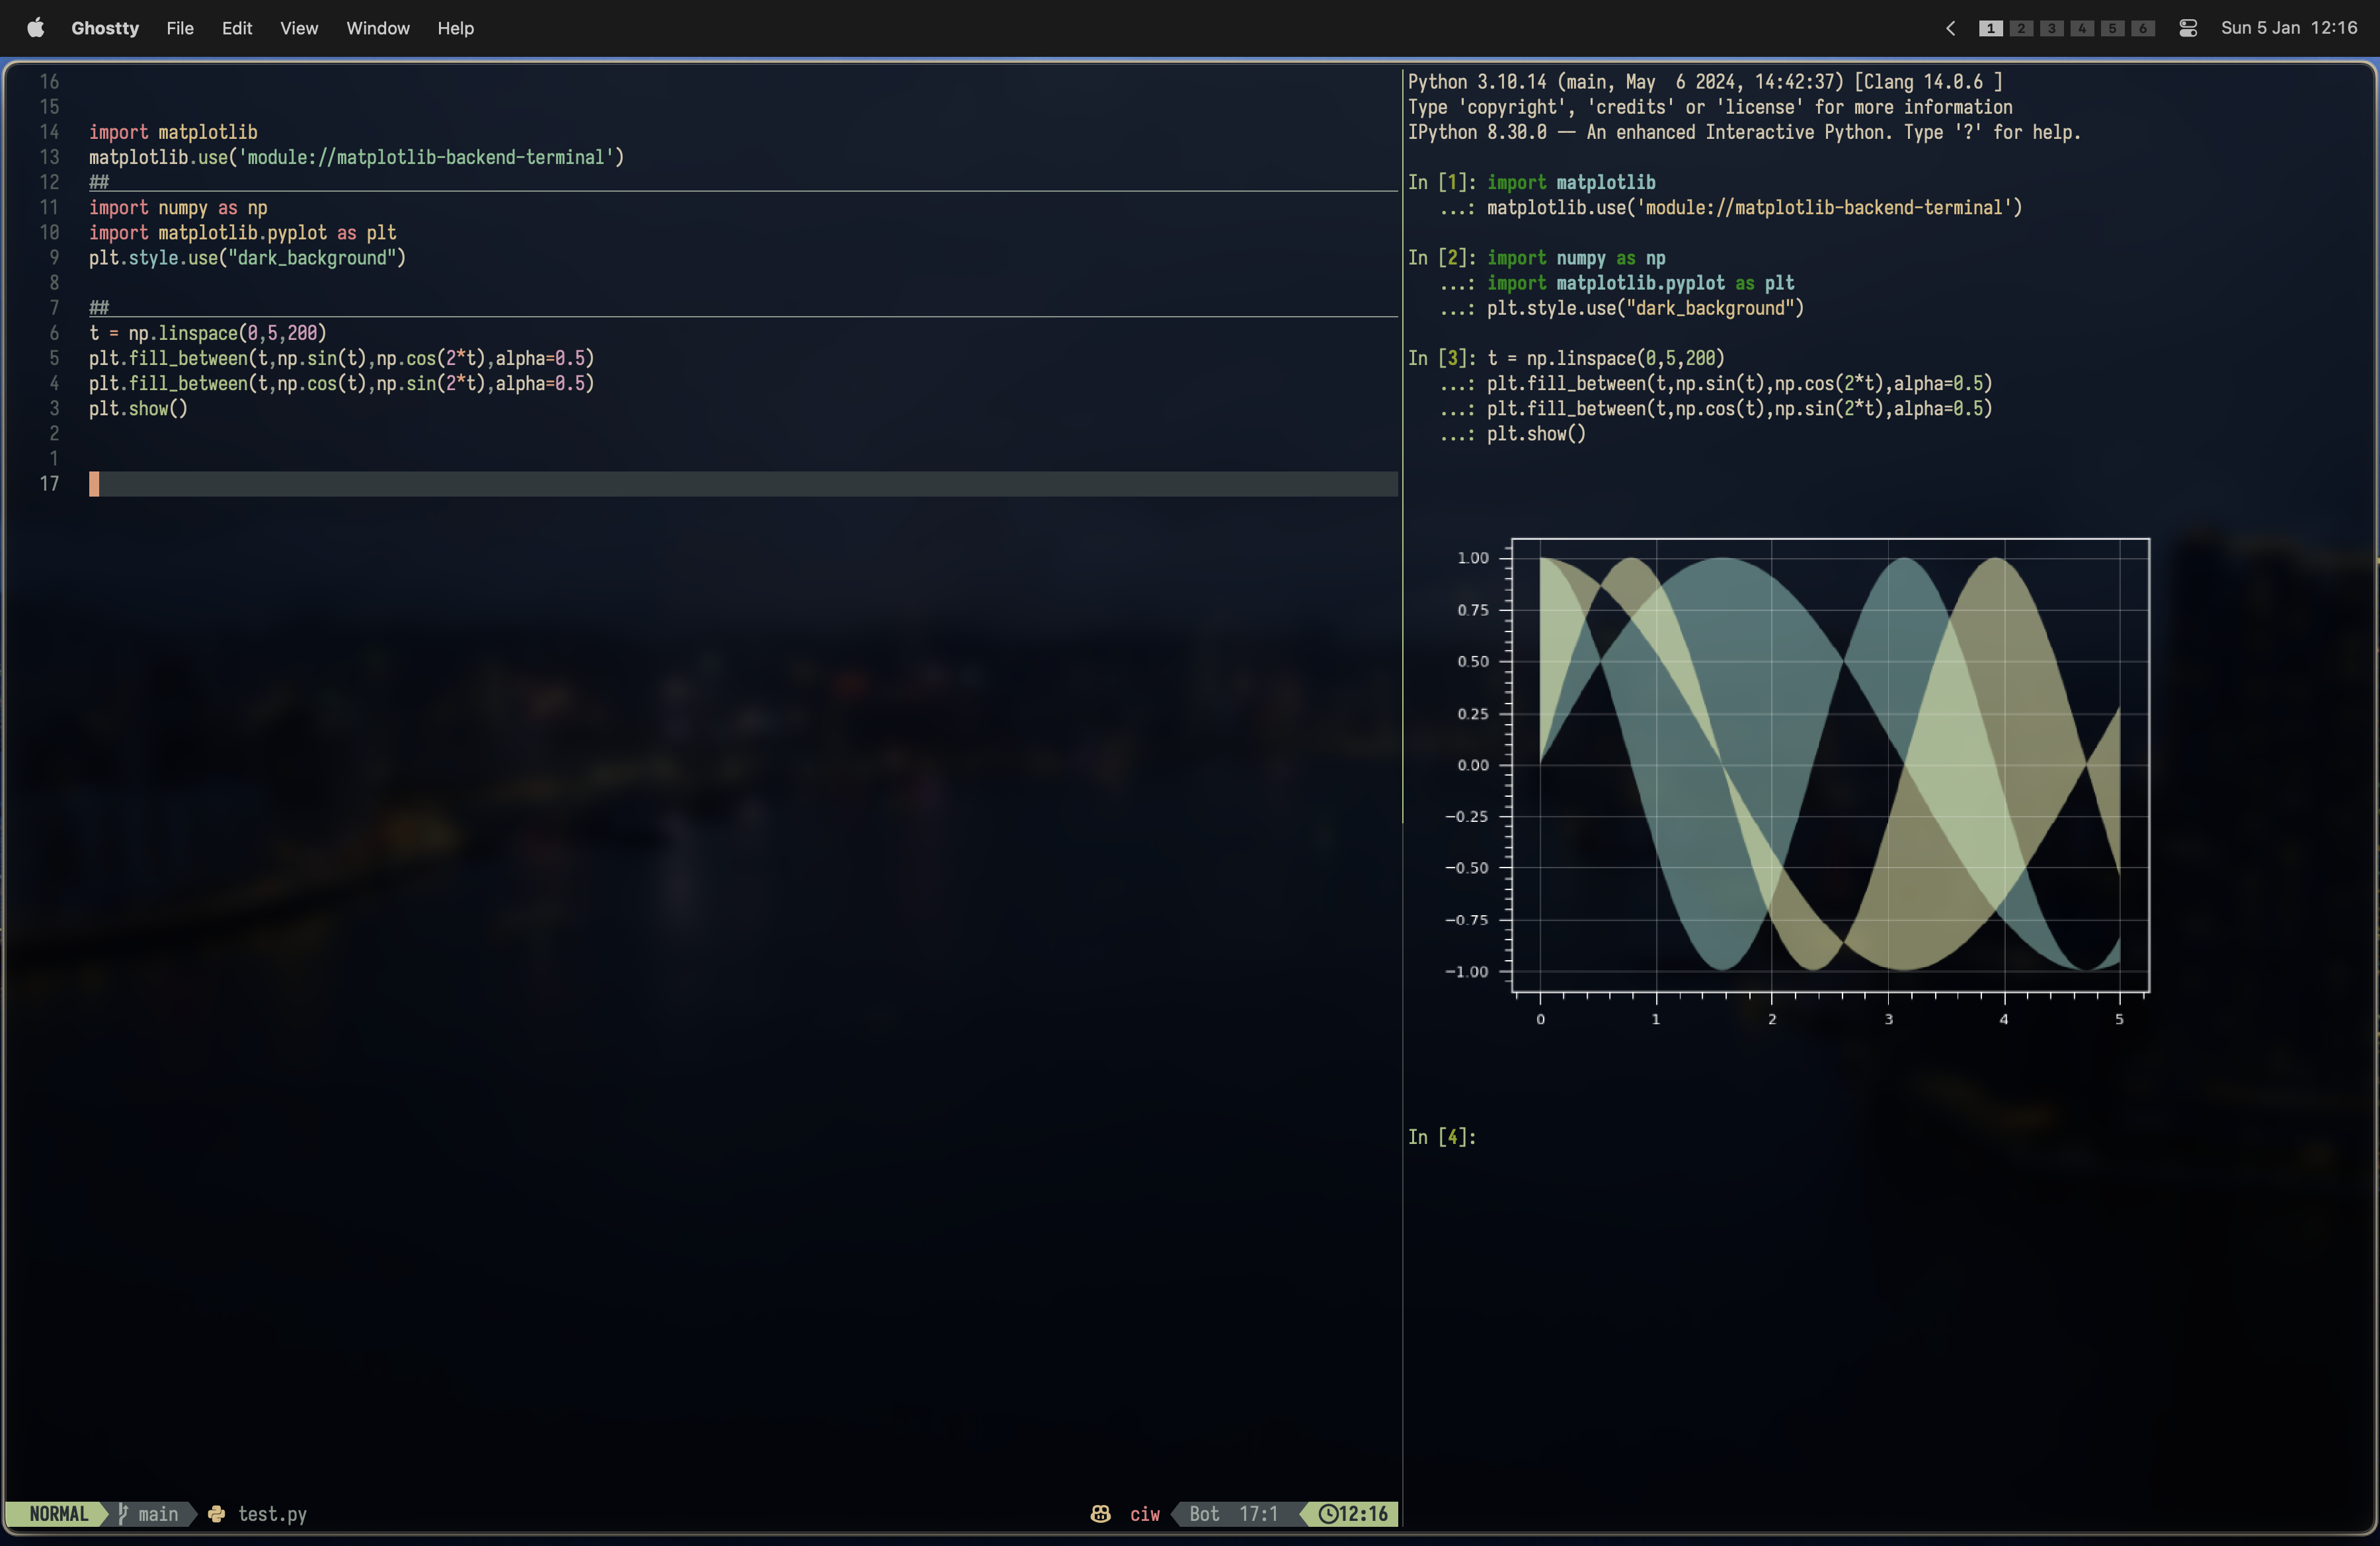 Ghostty File Edit View Window Help
1 2 3 4 5 6 Sun 5 Jan 12:16
16
15
14 import matplotlib
13 matplotlib.use('module://matplotlib-backend-terminal')
12 ##
11 import numpy as np
10 import matplotlib.pyplot as plt
9 plt.style.use("dark_background")
8
7 ##
6 t = np.linspace(0,5,200)
5 plt.fill_between(t,np.sin(t),np.cos(2*t),alpha=0.5)
4 plt.fill_between(t,np.cos(t),np.sin(2*t),alpha=0.5)
3 plt.show()
2
1
17
NORMAL main test.py
ciw Bot 17:1 12:16
Python 3.10.14 (main, May  6 2024, 14:42:37) [Clang 14.0.6 ]
Type 'copyright', 'credits' or 'license' for more information
IPython 8.30.0 — An enhanced Interactive Python. Type '?' for help.
In [1]: import matplotlib
...: matplotlib.use('module://matplotlib-backend-terminal')
In [2]: import numpy as np
...: import matplotlib.pyplot as plt
...: plt.style.use("dark_background")
In [3]: t = np.linspace(0,5,200)
...: plt.fill_between(t,np.sin(t),np.cos(2*t),alpha=0.5)
...: plt.fill_between(t,np.cos(t),np.sin(2*t),alpha=0.5)
...: plt.show()
1.00
0.75
0.50
0.25
0.00
−0.25
−0.50
−0.75
−1.00
0 1 2 3 4 5
In [4]: